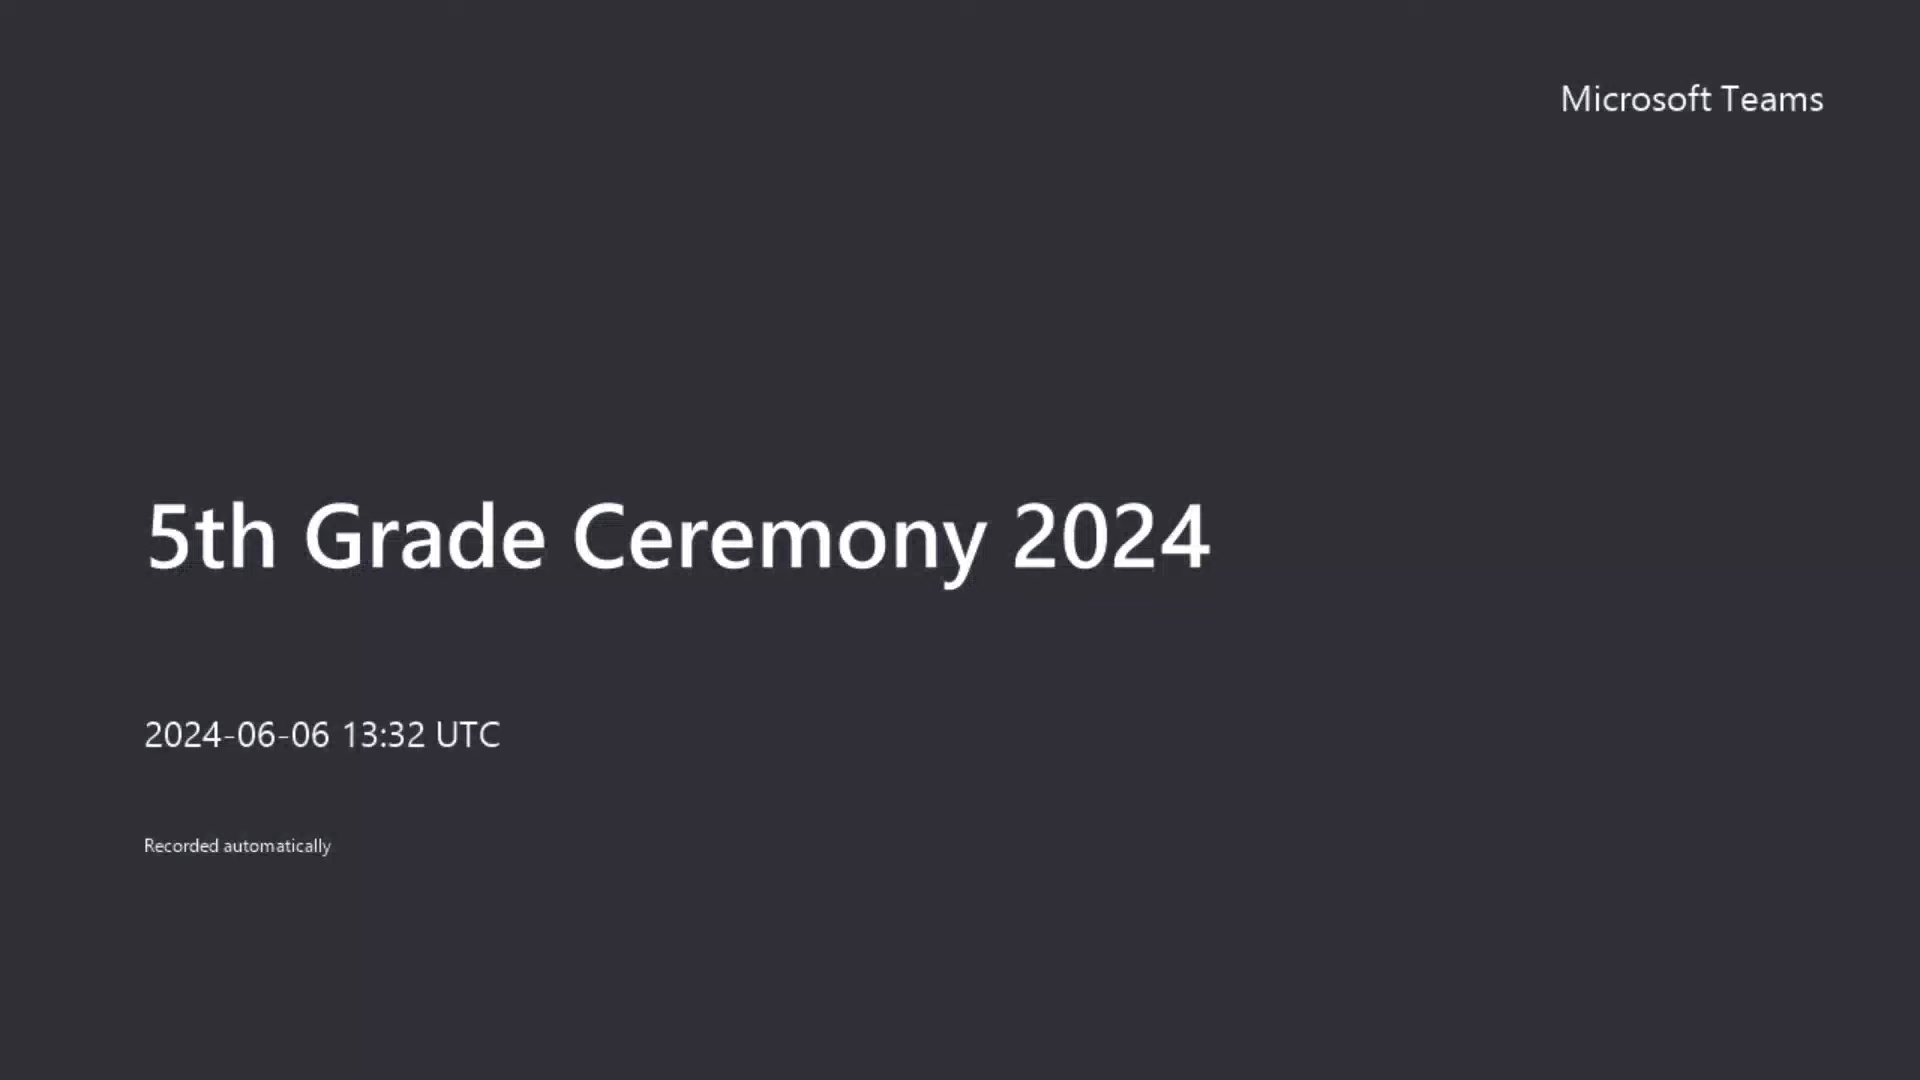 Microsoft Teams
5th Grade Ceremony 2024
2024-06-06 13:32 UTC
Recorded automatically